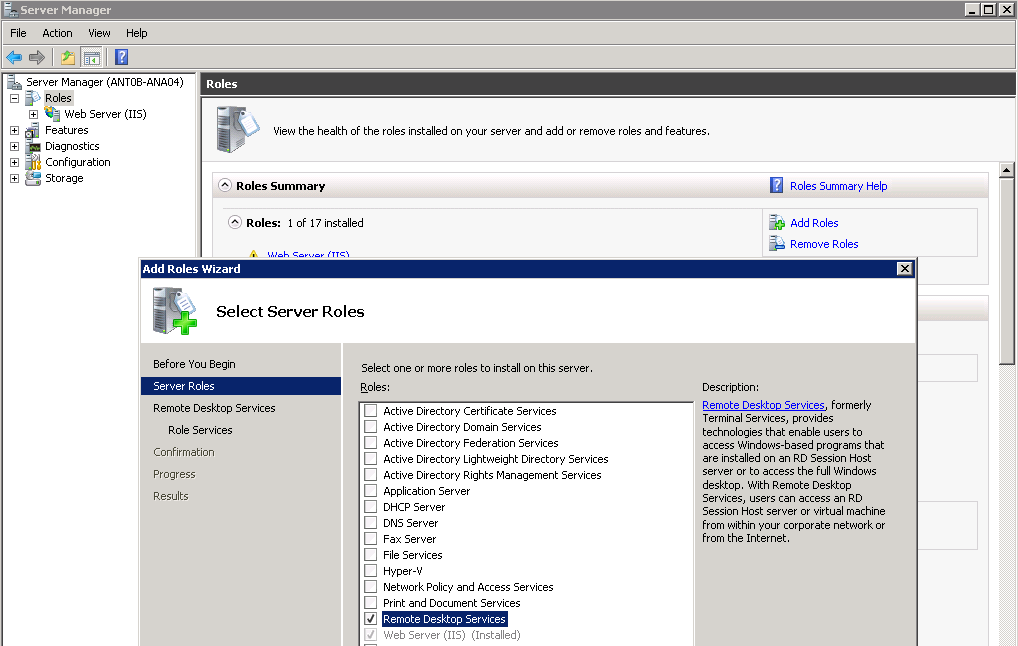 Server Manager
File Action View Help
Server Manager (ANT0B-ANA04)
Roles
Web Server (IIS)
Features
Diagnostics
Configuration
Storage
Roles
View the health of the roles installed on your server and add or remove roles and features.
Roles Summary
Roles Summary Help
Roles: 1 of 17 installed
Add Roles
Remove Roles
Web Server (IIS)
Add Roles Wizard
Select Server Roles
Before You Begin
Server Roles
Remote Desktop Services
Role Services
Confirmation
Progress
Results
Select one or more roles to install on this server.
Roles:
Active Directory Certificate Services
Active Directory Domain Services
Active Directory Federation Services
Active Directory Lightweight Directory Services
Active Directory Rights Management Services
Application Server
DHCP Server
DNS Server
Fax Server
File Services
Hyper-V
Network Policy and Access Services
Print and Document Services
Remote Desktop Services
Web Server (IIS) (Installed)
Description:
Remote Desktop Services, formerly
Terminal Services, provides
technologies that enable users to
access Windows-based programs that
are installed on an RD Session Host
server or to access the full Windows
desktop. With Remote Desktop
Services, users can access an RD
Session Host server or virtual machine
from within your corporate network or
from the Internet.